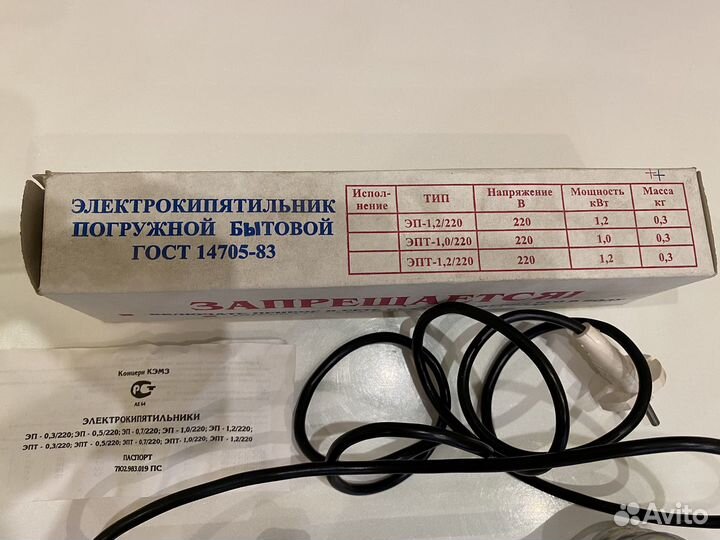 ЭЛЕКТРОКИПЯТИЛЬНИК
ПОГРУЖНОЙ БЫТОВОЙ
ГОСТ 14705-83
Испол-
нение ТИП Напряжение
В Мощность
кВт Масса
кг
ЭП-1,2/220 220 1,2 0,3
ЭПТ-1,0/220 220 1,0 0,3
ЭПТ-1,2/220 220 1,2 0,3
ЗАПРЕЩАЕТСЯ!
Концерн КЭМЗ
АЕ 64
ЭЛЕКТРОКИПЯТИЛЬНИКИ
ЭП - 0,3/220; ЭП - 0,5/220; ЭП - 0,7/220; ЭП - 1,0/220; ЭП - 1,2/220;
ЭПТ - 0,3/220; ЭПТ - 0,5/220; ЭПТ - 0,7/220; ЭПТ- 1,0/220; ЭПТ - 1,2/220
ПАСПОРТ
7Ю2.983.019 ПС
Avito